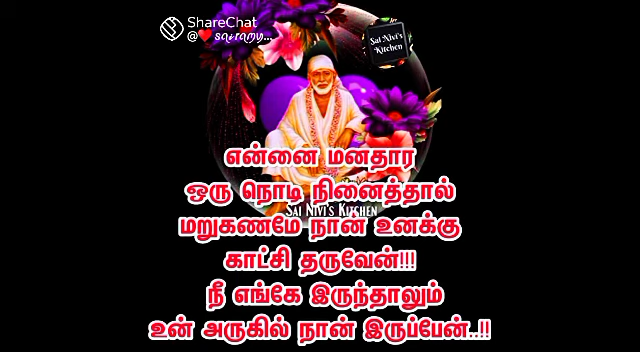 ShareChat
@❤️ sairamy...
Sai Nivi's
Kitchen
என்னை மனதார
ஒரு நொடி நினைத்தால்
SAI NIVI'S KITCHEN
மறுகணமே நான் உனக்கு
காட்சி தருவேன்!!!
நீ எங்கே இருந்தாலும்
உன் அருகில் நான் இருப்பேன்..!!